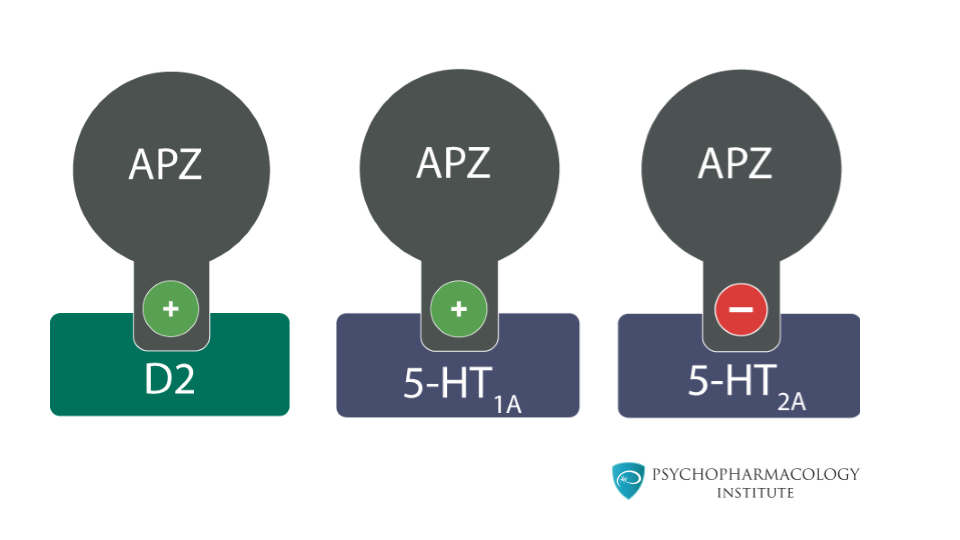 APZ
+
D2
APZ
+
5-HT1A
APZ
−
5-HT2A
PSYCHOPHARMACOLOGY
INSTITUTE